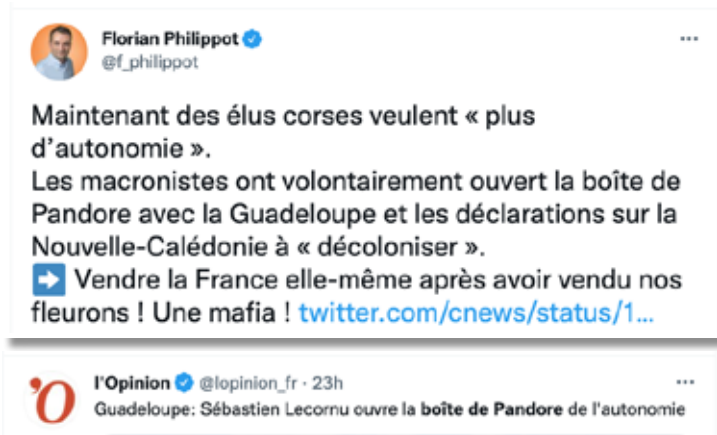 Florian Philippot
@f_philippot
...
Maintenant des élus corses veulent « plus
d'autonomie ».
Les macronistes ont volontairement ouvert la boîte de
Pandore avec la Guadeloupe et les déclarations sur la
Nouvelle-Calédonie à « décoloniser ».
➡️ Vendre la France elle-même après avoir vendu nos
fleurons ! Une mafia ! twitter.com/cnews/status/1...
'O
l'Opinion @lopinion_fr · 23h
...
Guadeloupe: Sébastien Lecornu ouvre la boîte de Pandore de l'autonomie